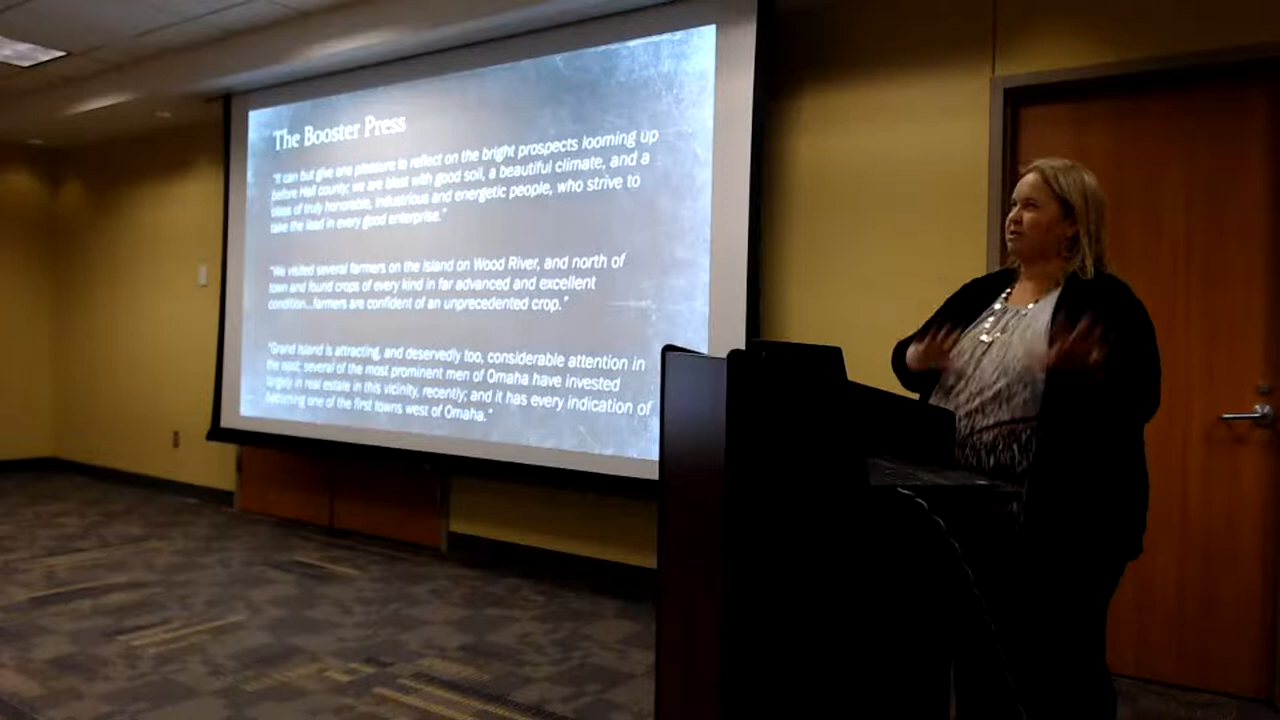 The Booster Press
"It can but give one pleasure to reflect on the bright prospects looming up
before Hall county; we are blest with good soil, a beautiful climate, and a
class of truly honorable, industrious and energetic people, who strive to
take the lead in every good enterprise."
"We visited several farmers on the island on Wood River, and north of
town and found crops of every kind in far advanced and excellent
condition...farmers are confident of an unprecedented crop."
"Grand Island is attracting, and deservedly too, considerable attention in
the east; several of the most prominent men of Omaha have invested
largely in real estate in this vicinity, recently; and it has every indication of
becoming one of the first towns west of Omaha."